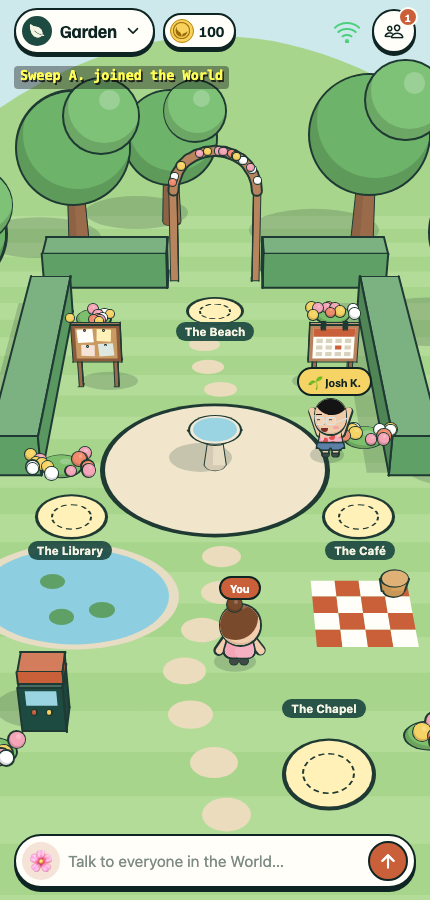 Garden
100
1
Sweep A. joined the World
The Beach
Josh K.
The Library
The Café
You
The Chapel
Talk to everyone in the World...